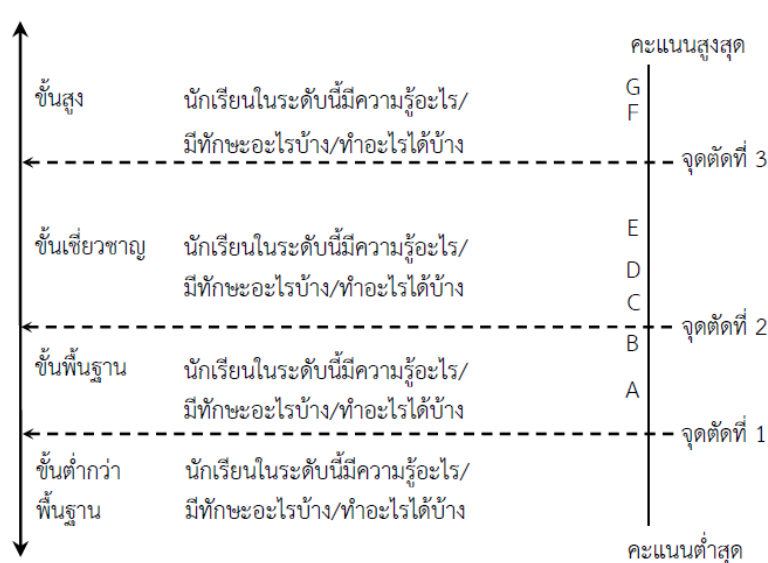 คะแนนสูงสุด
ขั้นสูง นักเรียนในระดับนี้มีความรู้อะไร/ G
มีทักษะอะไรบ้าง/ทำอะไรได้บ้าง F
จุดตัดที่ 3
ขั้นเชี่ยวชาญ นักเรียนในระดับนี้มีความรู้อะไร/ E
มีทักษะอะไรบ้าง/ทำอะไรได้บ้าง D
C
จุดตัดที่ 2
B
ขั้นพื้นฐาน นักเรียนในระดับนี้มีความรู้อะไร/
มีทักษะอะไรบ้าง/ทำอะไรได้บ้าง A
จุดตัดที่ 1
ขั้นต่ำกว่า นักเรียนในระดับนี้มีความรู้อะไร/
พื้นฐาน มีทักษะอะไรบ้าง/ทำอะไรได้บ้าง
คะแนนต่ำสุด